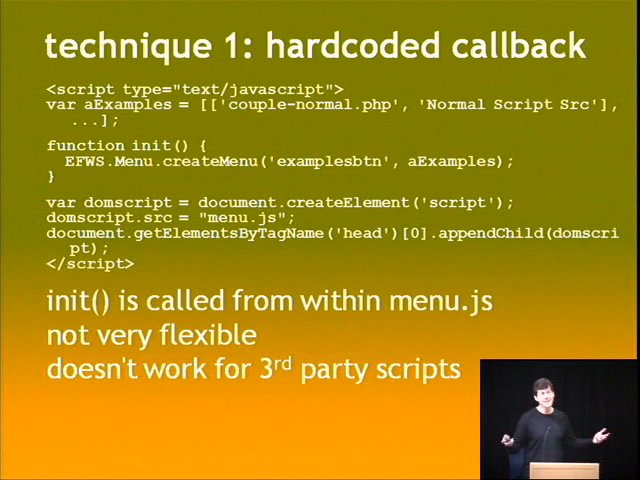 technique 1: hardcoded callback
<script type="text/javascript">
var aExamples = [['couple-normal.php', 'Normal Script Src'],
...];
function init() {
EFWS.Menu.createMenu('examplesbtn', aExamples);
}
var domscript = document.createElement('script');
domscript.src = "menu.js";
document.getElementsByTagName('head')[0].appendChild(domscri
pt);
</script>
init() is called from within menu.js
not very flexible
doesn't work for 3rd party scripts